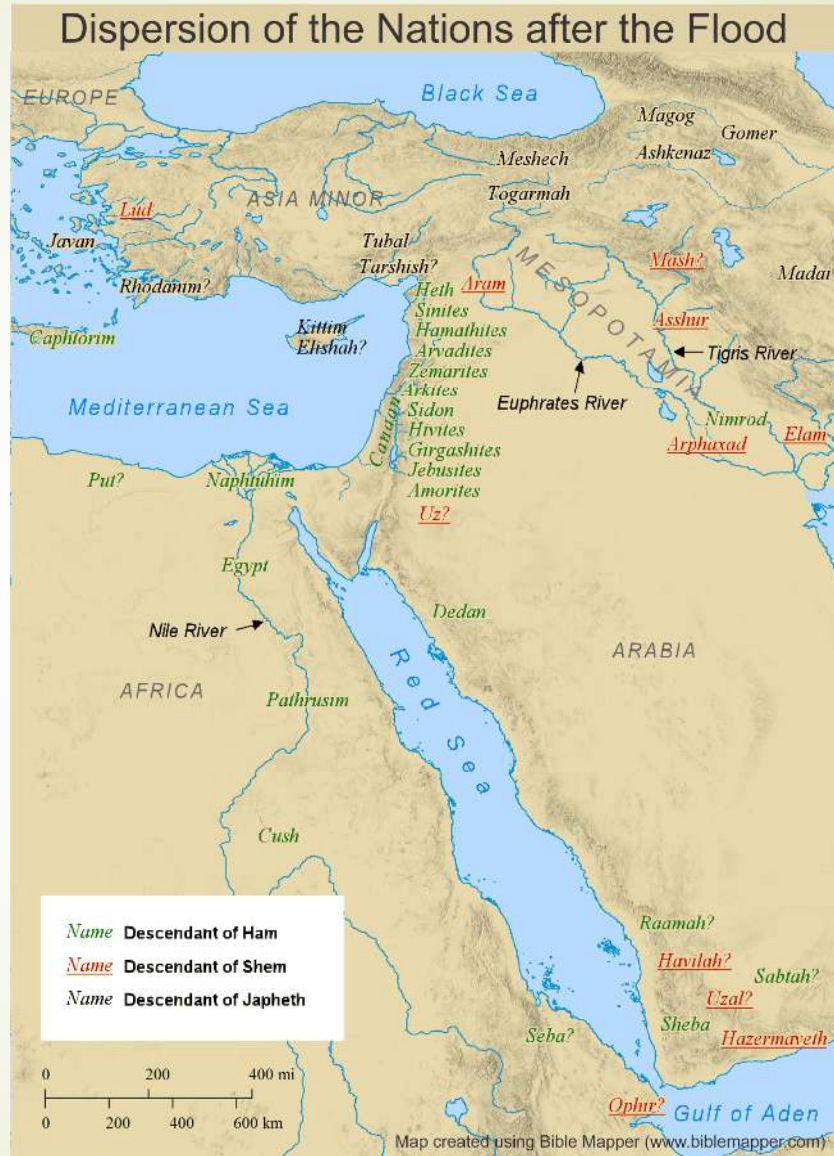 Dispersion of the Nations after the Flood
EUROPE
Black Sea
Magog
Gomer
Meshech
Ashkenaz
ASIA MINOR
Togarmah
Lud
Javan
Tubal
Mash?
Madai
Tarshish?
Rhodanim?
Heth
Aram
MESOPOTAMIA
Sinites
Asshur
Caphtorim
Kittim
Elishah?
Hamathites
Arvadites
Tigris River
Zemarites
Arkites
Euphrates River
Mediterranean Sea
Sidon
Canaan
Hivites
Nimrod
Girgashites
Arphaxad
Elam
Jebusites
Put?
Naphtuhim
Amorites
Uz?
Egypt
Dedan
Nile River
ARABIA
Red Sea
AFRICA
Pathrusim
Cush
Raamah?
Name Descendant of Ham
Name Descendant of Shem
Name Descendant of Japheth
Havilah?
Sabtah?
Uzal?
Sheba
Seba?
Hazermaveth
0 200 400 mi
0 200 400 600 km
Ophir?
Gulf of Aden
Map created using Bible Mapper (www.biblemapper.com)